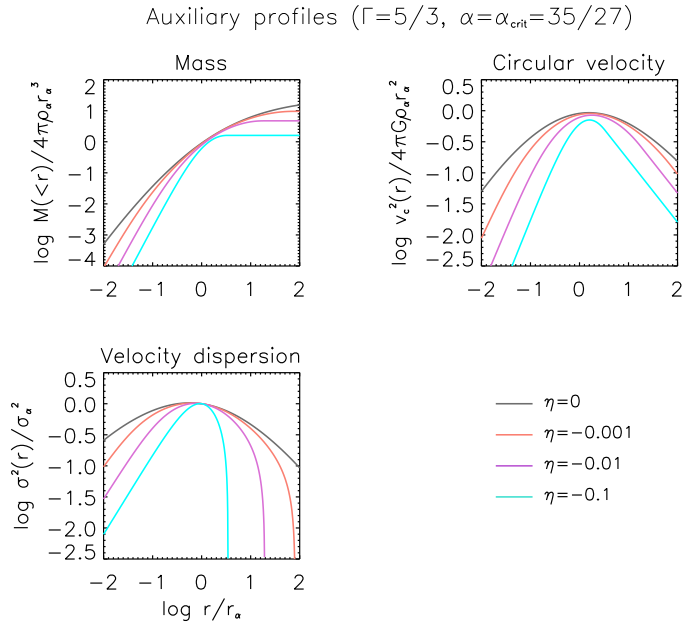 Auxiliary profiles (Γ=5/3, α=α_crit=35/27)
Mass
log M(<r)/4πρ_α r_α^3
2
1
0
−1
−2
−3
−4
−2 −1 0 1 2
Circular velocity
log v_c^2(r)/4πGρ_α r_α^2
0.5
0.0
−0.5
−1.0
−1.5
−2.0
−2.5
−2 −1 0 1 2
Velocity dispersion
log σ^2(r)/σ_α^2
0.5
0.0
−0.5
−1.0
−1.5
−2.0
−2.5
−2 −1 0 1 2
log r/r_α
η=0
η=−0.001
η=−0.01
η=−0.1